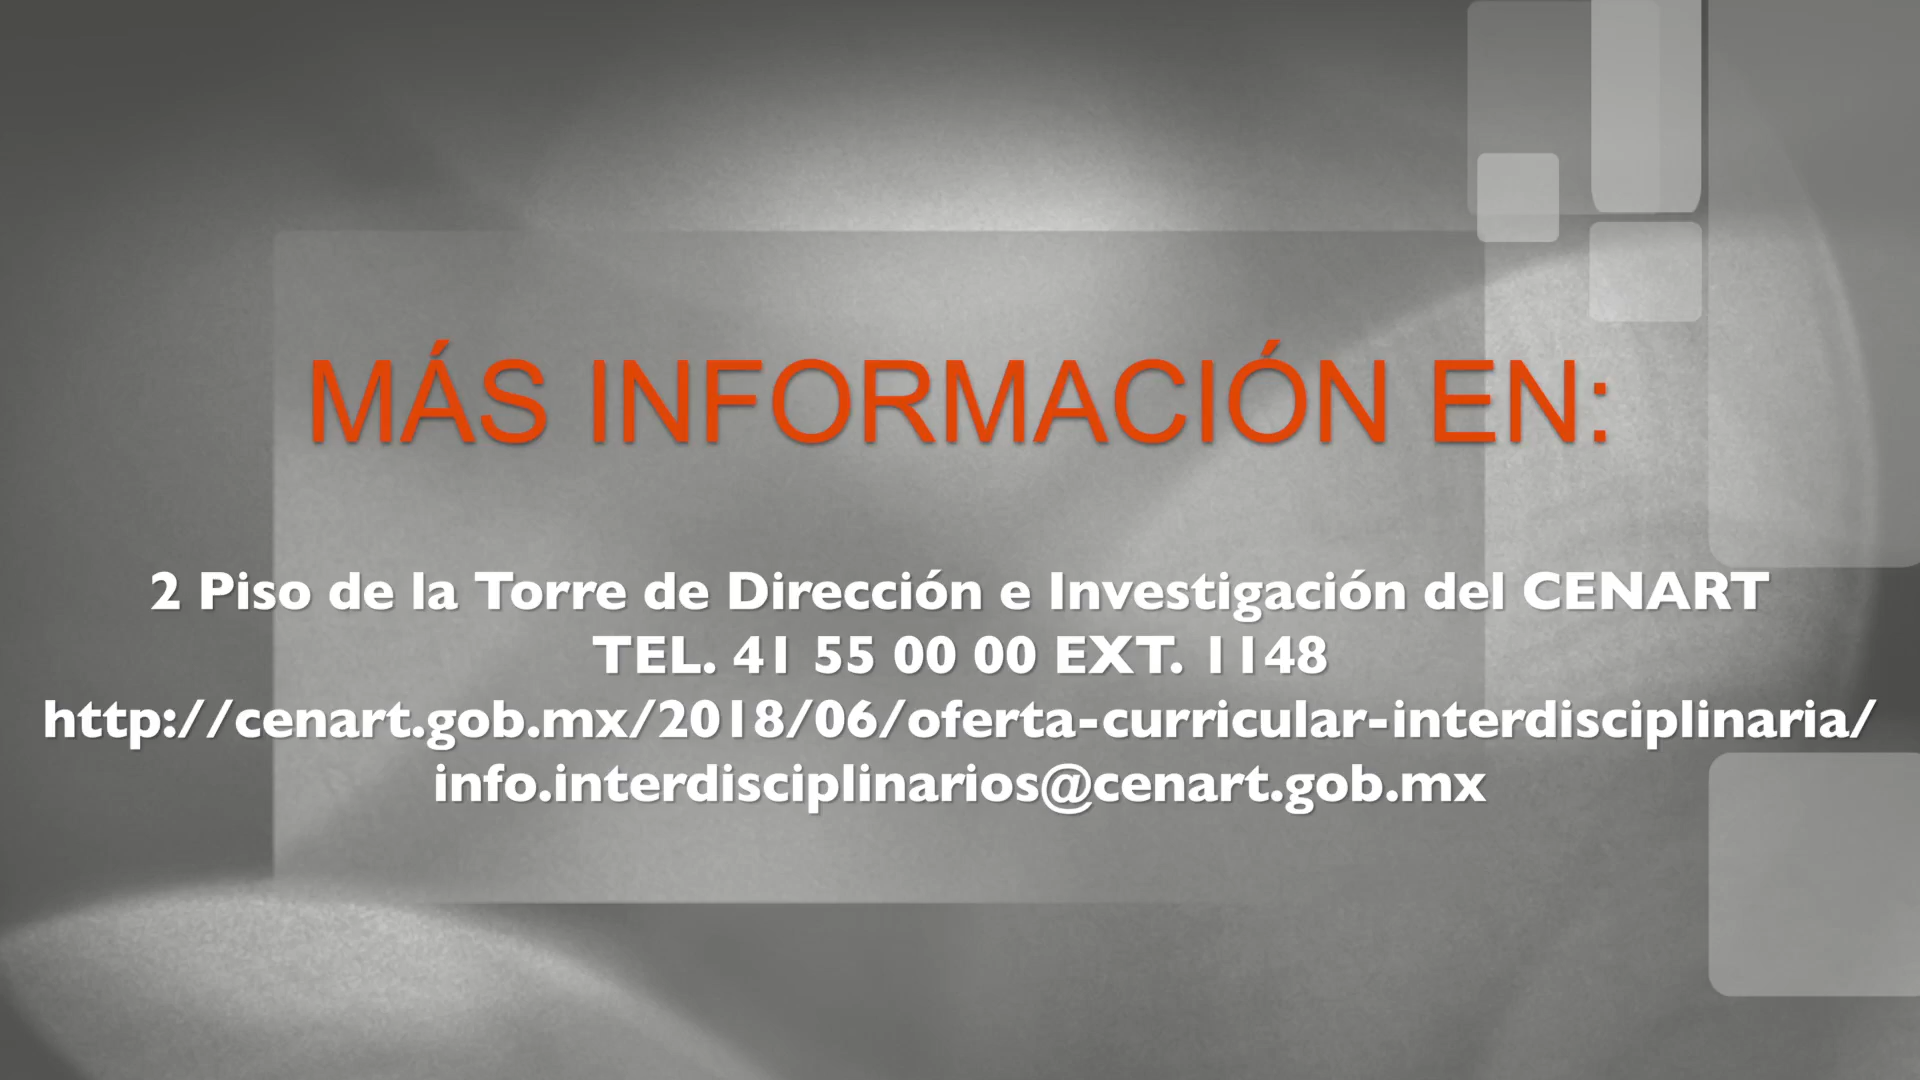 MÁS INFORMACIÓN EN:
2 Piso de la Torre de Dirección e Investigación del CENART
TEL. 41 55 00 00 EXT. 1148
http://cenart.gob.mx/2018/06/oferta-curricular-interdisciplinaria/
info.interdisciplinarios@cenart.gob.mx